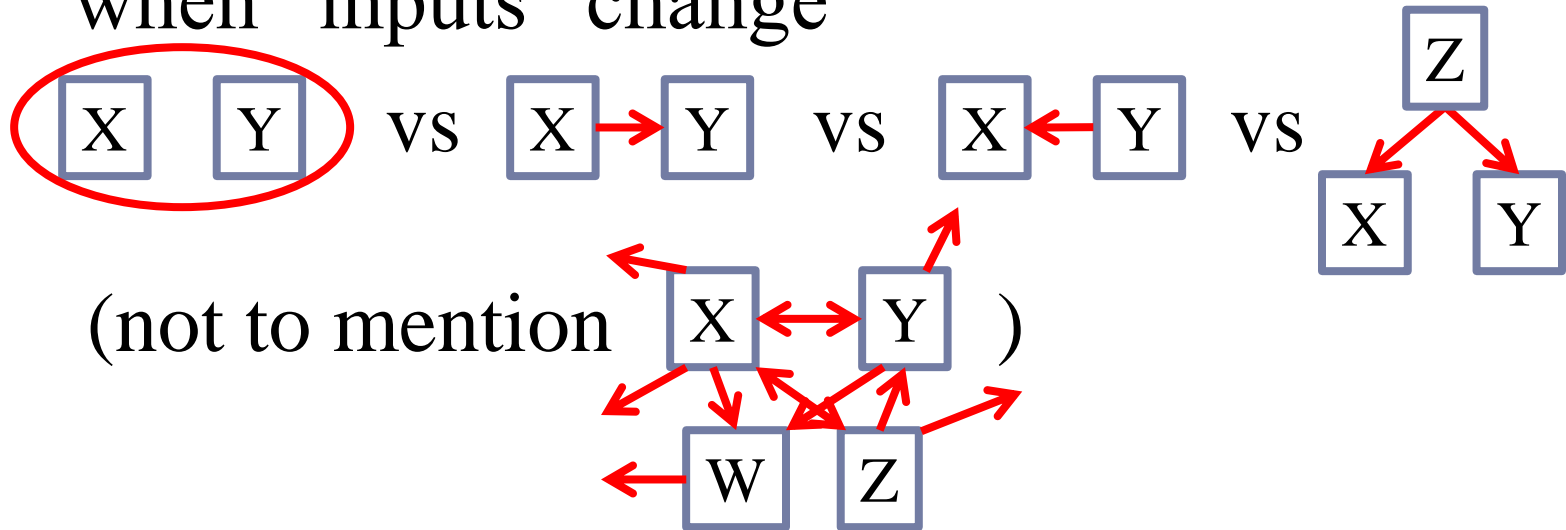 when "inputs" change
X Y vs X Y vs X Y vs Z
X Y
(not to mention X Y )
W Z